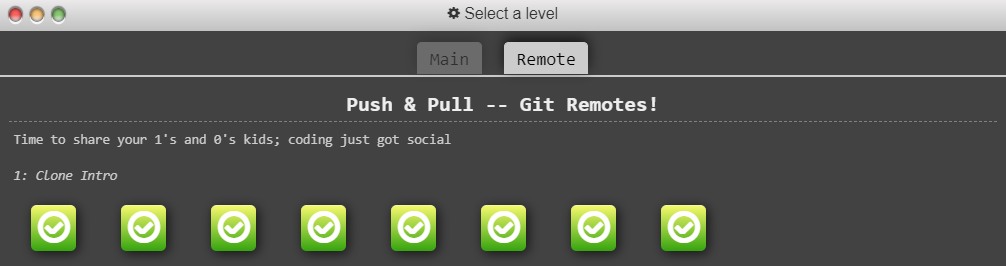 Select a level
Main
Remote
Push & Pull -- Git Remotes!
Time to share your 1's and 0's kids; coding just got social
1: Clone Intro